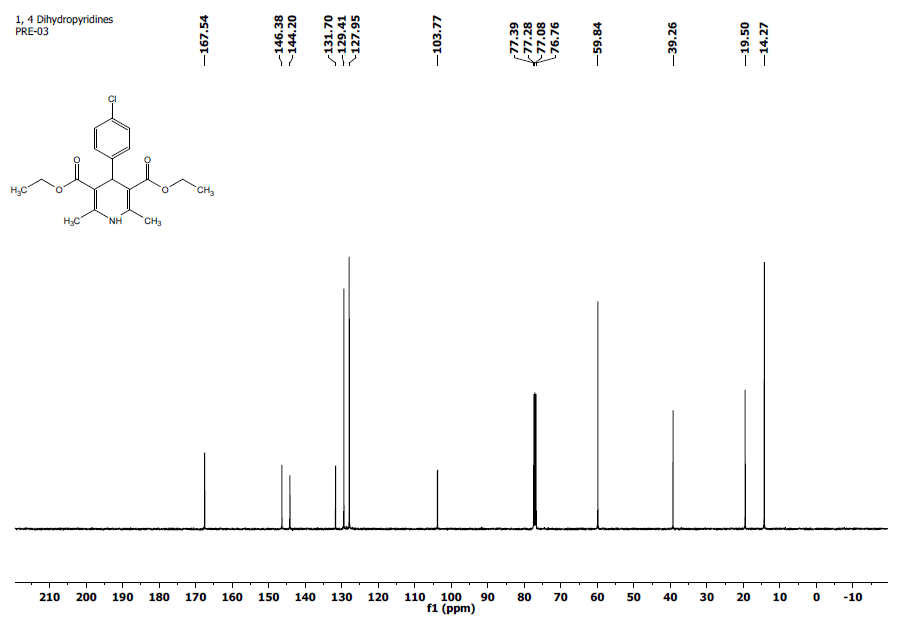 1, 4 Dihydropyridines
PRE-03
167.54
146.38
144.20
131.70
129.41
127.95
103.77
77.39
77.28
77.08
76.76
59.84
39.26
19.50
14.27
Cl
O O
H₃C O O CH₃
H₃C NH CH₃
210 200 190 180 170 160 150 140 130 120 110 100 90 80 70 60 50 40 30 20 10 0 -10
f1 (ppm)